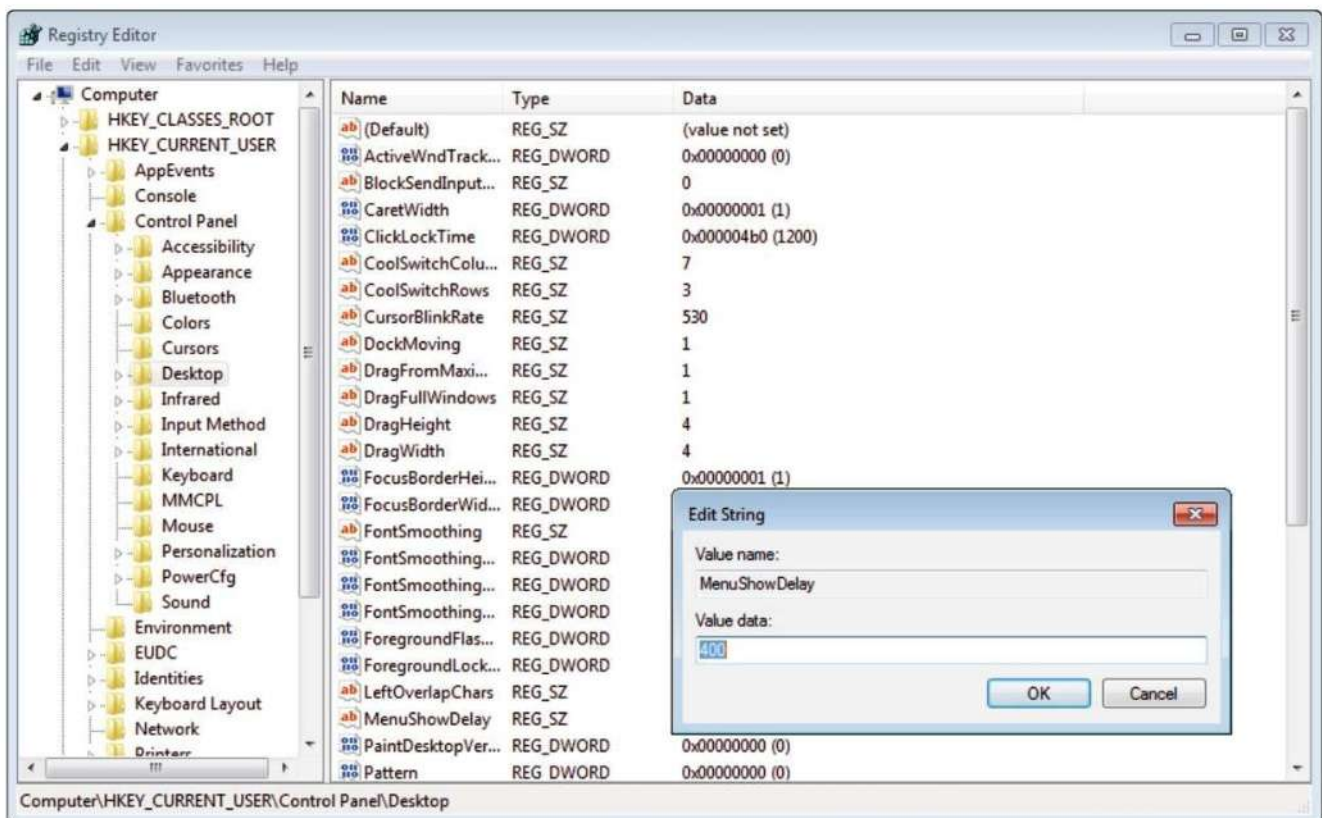 Registry Editor
File Edit View Favorites Help
Computer
HKEY_CLASSES_ROOT
HKEY_CURRENT_USER
AppEvents
Console
Control Panel
Accessibility
Appearance
Bluetooth
Colors
Cursors
Desktop
Infrared
Input Method
International
Keyboard
MMCPL
Mouse
Personalization
PowerCfg
Sound
Environment
EUDC
Identities
Keyboard Layout
Network
Printers
Name Type Data
(Default) REG_SZ (value not set)
ActiveWndTrack... REG_DWORD 0x00000000 (0)
BlockSendInput... REG_SZ 0
CaretWidth REG_DWORD 0x00000001 (1)
ClickLockTime REG_DWORD 0x000004b0 (1200)
CoolSwitchColu... REG_SZ 7
CoolSwitchRows REG_SZ 3
CursorBlinkRate REG_SZ 530
DockMoving REG_SZ 1
DragFromMaxi... REG_SZ 1
DragFullWindows REG_SZ 1
DragHeight REG_SZ 4
DragWidth REG_SZ 4
FocusBorderHei... REG_DWORD 0x00000001 (1)
FocusBorderWid... REG_DWORD
FontSmoothing REG_SZ
FontSmoothing... REG_DWORD
FontSmoothing... REG_DWORD
FontSmoothing... REG_DWORD
ForegroundFlas... REG_DWORD
ForegroundLock... REG_DWORD
LeftOverlapChars REG_SZ
MenuShowDelay REG_SZ
PaintDesktopVer... REG_DWORD 0x00000000 (0)
Pattern REG_DWORD 0x00000000 (0)
Edit String
Value name:
MenuShowDelay
Value data:
400
OK Cancel
Computer\HKEY_CURRENT_USER\Control Panel\Desktop